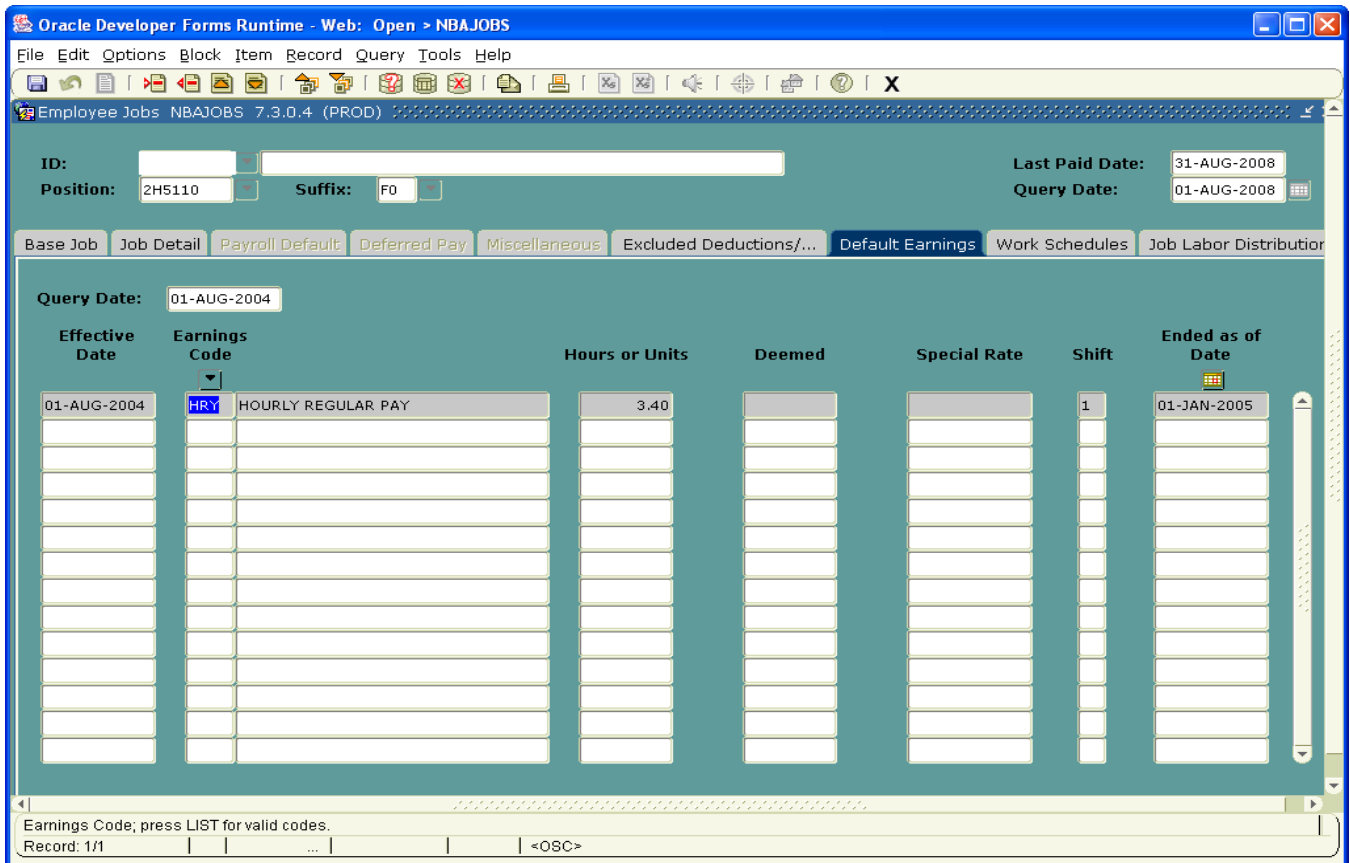 Oracle Developer Forms Runtime - Web: Open > NBAJOBS
File Edit Options Block Item Record Query Tools Help
Employee Jobs NBAJOBS 7.3.0.4 (PROD)
ID: Last Paid Date: 31-AUG-2008
Position: 2H5110 Suffix: F0 Query Date: 01-AUG-2008
Base Job Job Detail Payroll Default Deferred Pay Miscellaneous Excluded Deductions/... Default Earnings Work Schedules Job Labor Distribution
Query Date: 01-AUG-2004
Effective Earnings Ended as of
Date Code Hours or Units Deemed Special Rate Shift Date
01-AUG-2004 HRY HOURLY REGULAR PAY 3.40 1 01-JAN-2005
Earnings Code; press LIST for valid codes.
Record: 1/1 ... <OSC>